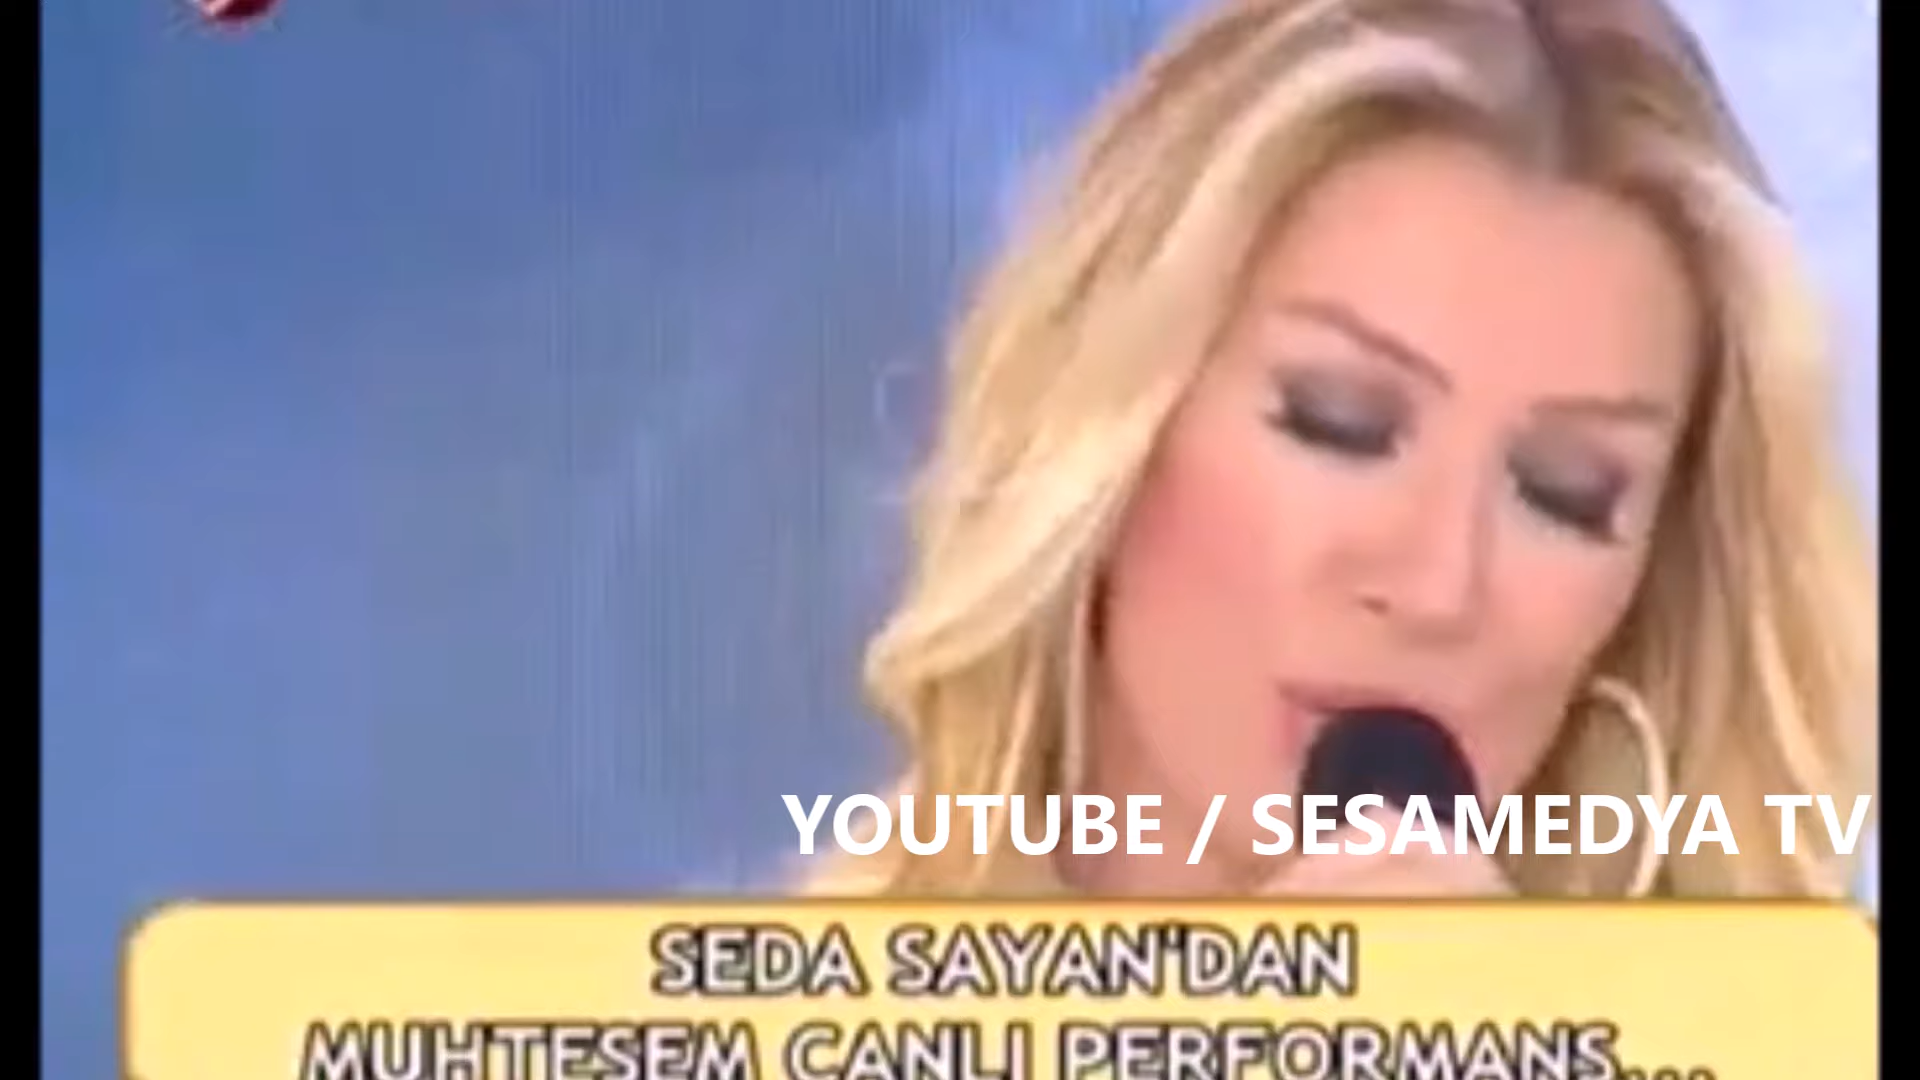 YOUTUBE / SESAMEDYA TV
SEDA SAYAN'DAN
MUHTESEM CANLI PERFORMANS...